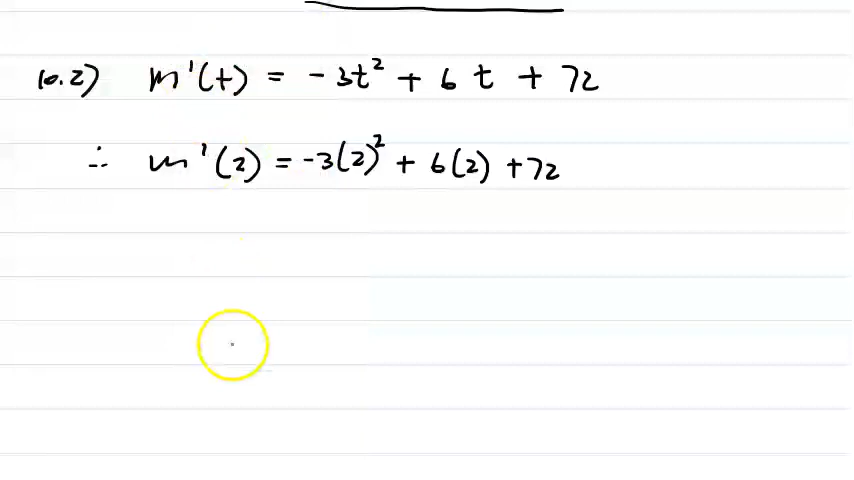 10.2) m'(t) = -3t² + 6t + 72
∴ m'(2) = -3(2)² + 6(2) + 72